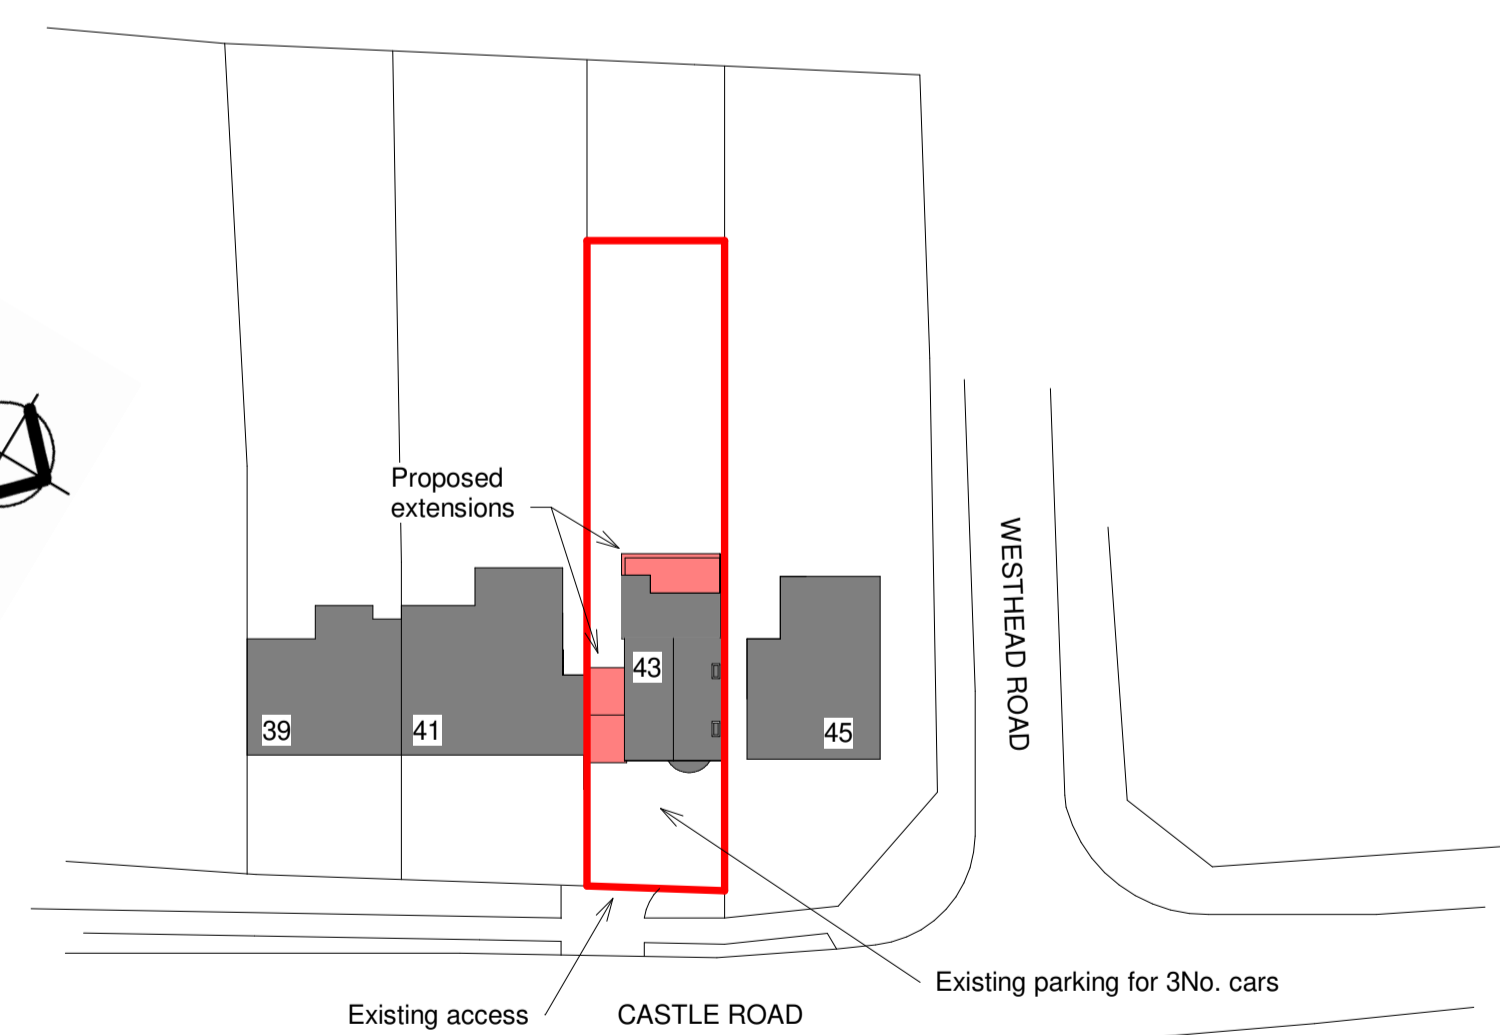 Proposed
extensions
43
39
41
45
WESTHEAD ROAD
Existing parking for 3No. cars
Existing access
CASTLE ROAD